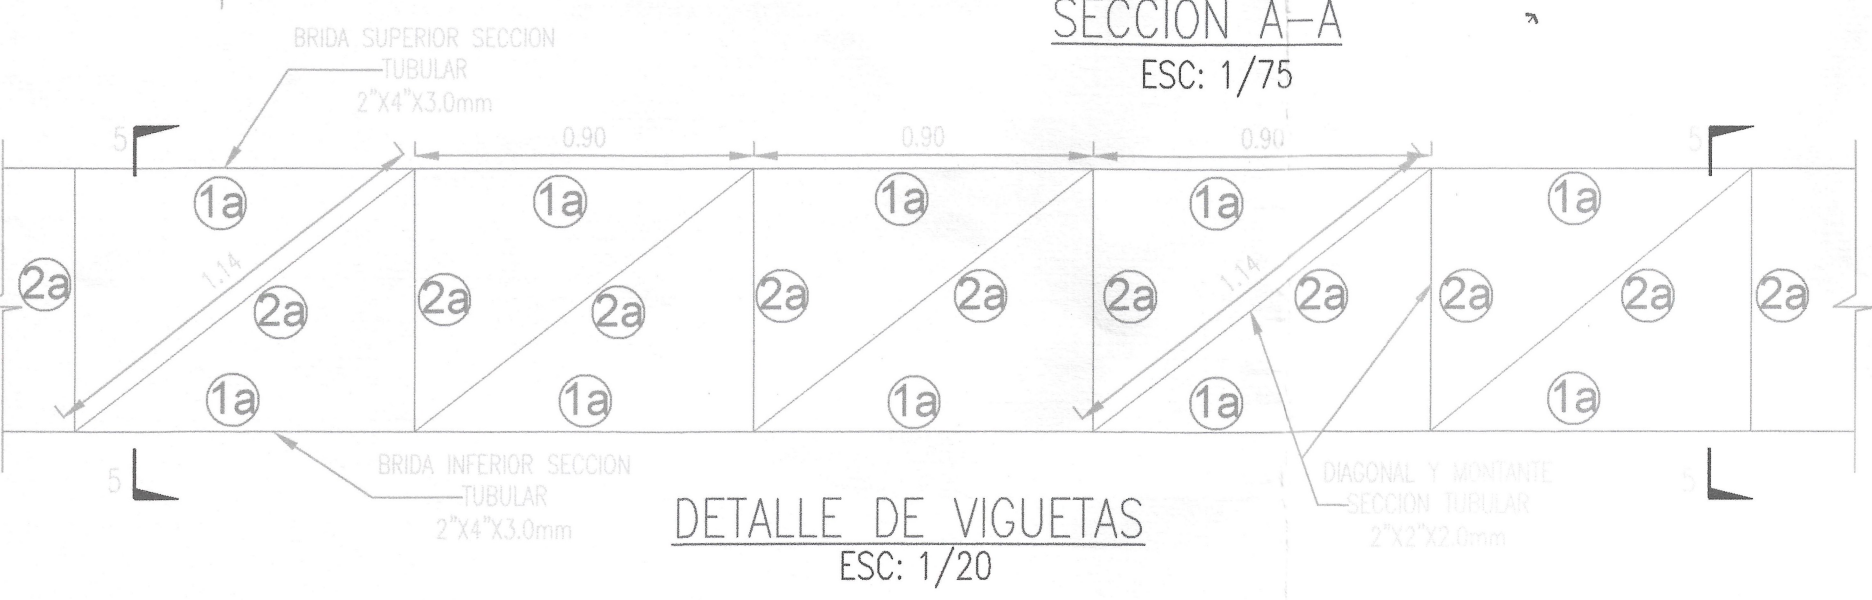 SECCION A-A
ESC: 1/75
BRIDA SUPERIOR SECCION
TUBULAR
2"X4"X3.0mm
5
0.90
0.90
0.90
5
1a
1a
1a
1a
1a
1.14
1.14
2a
2a
2a
2a
2a
2a
2a
2a
2a
2a
2a
1a
1a
1a
1a
1a
5
BRIDA INFERIOR SECCION
TUBULAR
2"X4"X3.0mm
DIAGONAL Y MONTANTE
SECCION TUBULAR
2"X2"X2.0mm
5
DETALLE DE VIGUETAS
ESC: 1/20